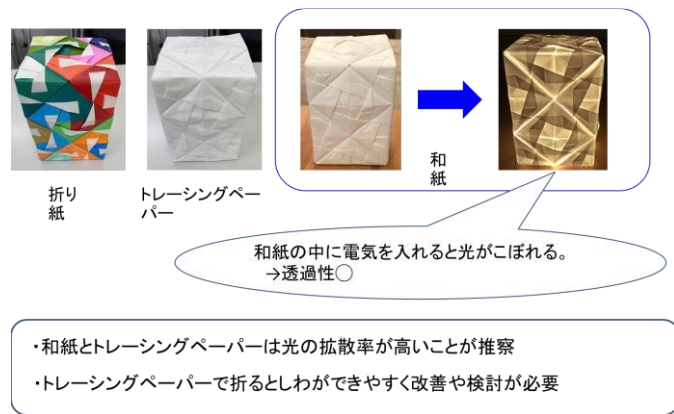 折り
紙
トレーシングペー
パー
和
紙
和紙の中に電気を入れると光がこぼれる。
→透過性○
・和紙とトレーシングペーパーは光の拡散率が高いことが推察
・トレーシングペーパーで折るとしわができやすく改善や検討が必要